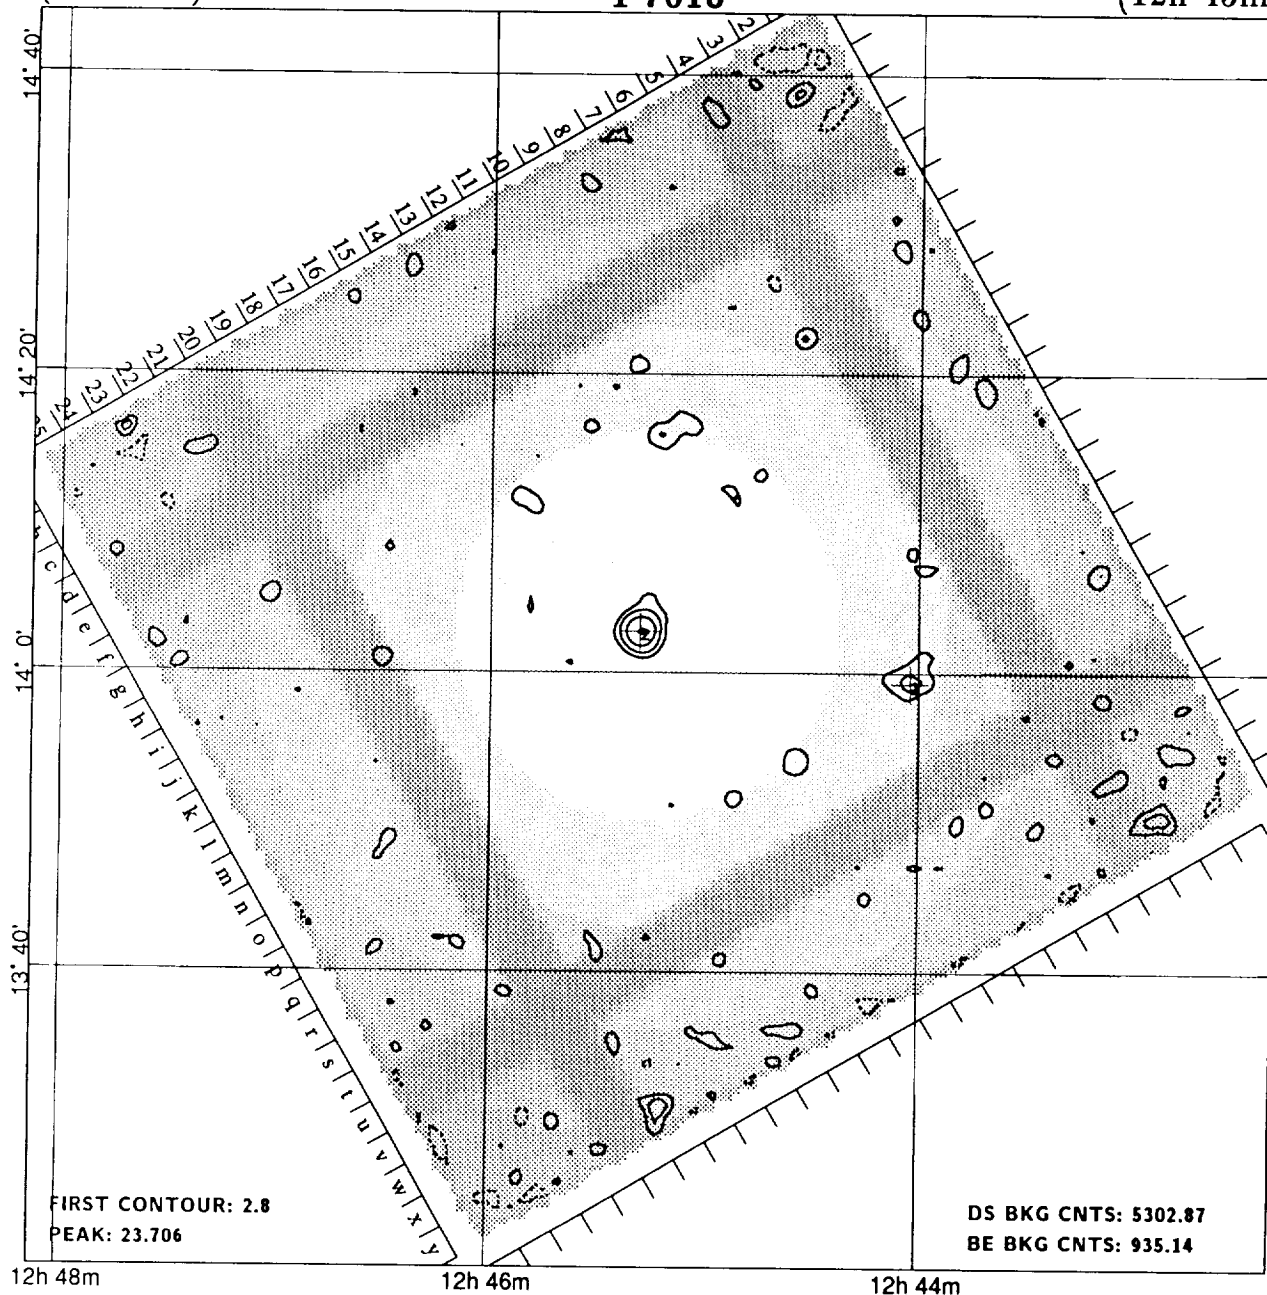 2
3
4
5
6
7
8
9
10
11
12
13
14
15
16
17
18
19
20
21
22
23
24
14° 40'
14° 20'
14° 0'
13° 40'
c
d
e
f
g
h
i
j
k
l
m
n
o
p
q
r
s
t
u
v
w
x
y
FIRST CONTOUR: 2.8
PEAK: 23.706
DS BKG CNTS: 5302.87
BE BKG CNTS: 935.14
12h 48m
12h 46m
12h 44m